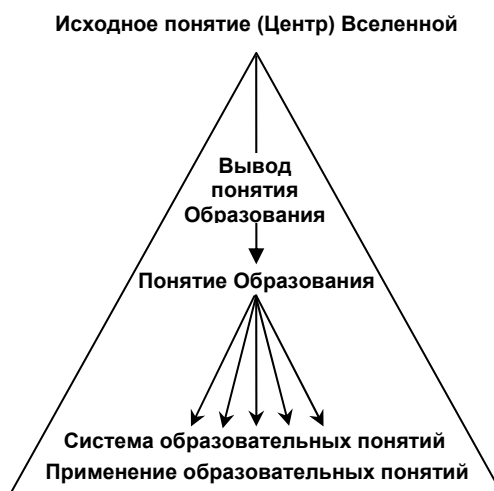 Исходное понятие (Центр) Вселенной
Вывод
понятия
Образования
Понятие Образования
Система образовательных понятий
Применение образовательных понятий